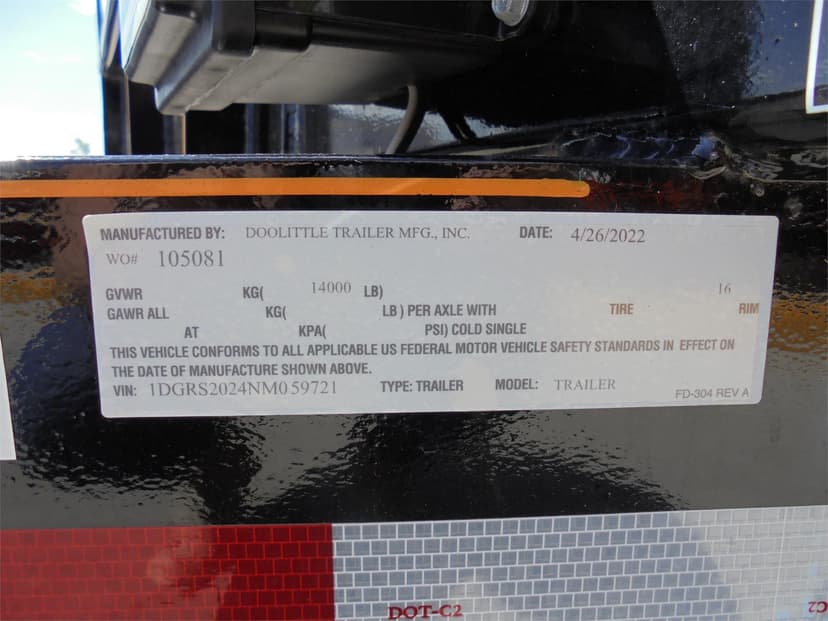 MANUFACTURED BY: DOOLITTLE TRAILER MFG., INC. DATE: 4/26/2022
WO# 105081
GVWR KG( 14000 LB) 16
GAWR ALL KG( LB) PER AXLE WITH TIRE RIM
AT KPA( PSI) COLD SINGLE
THIS VEHICLE CONFORMS TO ALL APPLICABLE US FEDERAL MOTOR VEHICLE SAFETY STANDARDS IN EFFECT ON
THE DATE OF MANUFACTURE SHOWN ABOVE.
VIN: 1DGRS2024NM059721 TYPE: TRAILER MODEL: TRAILER
FD-304 REV A
DOT-C2
C2